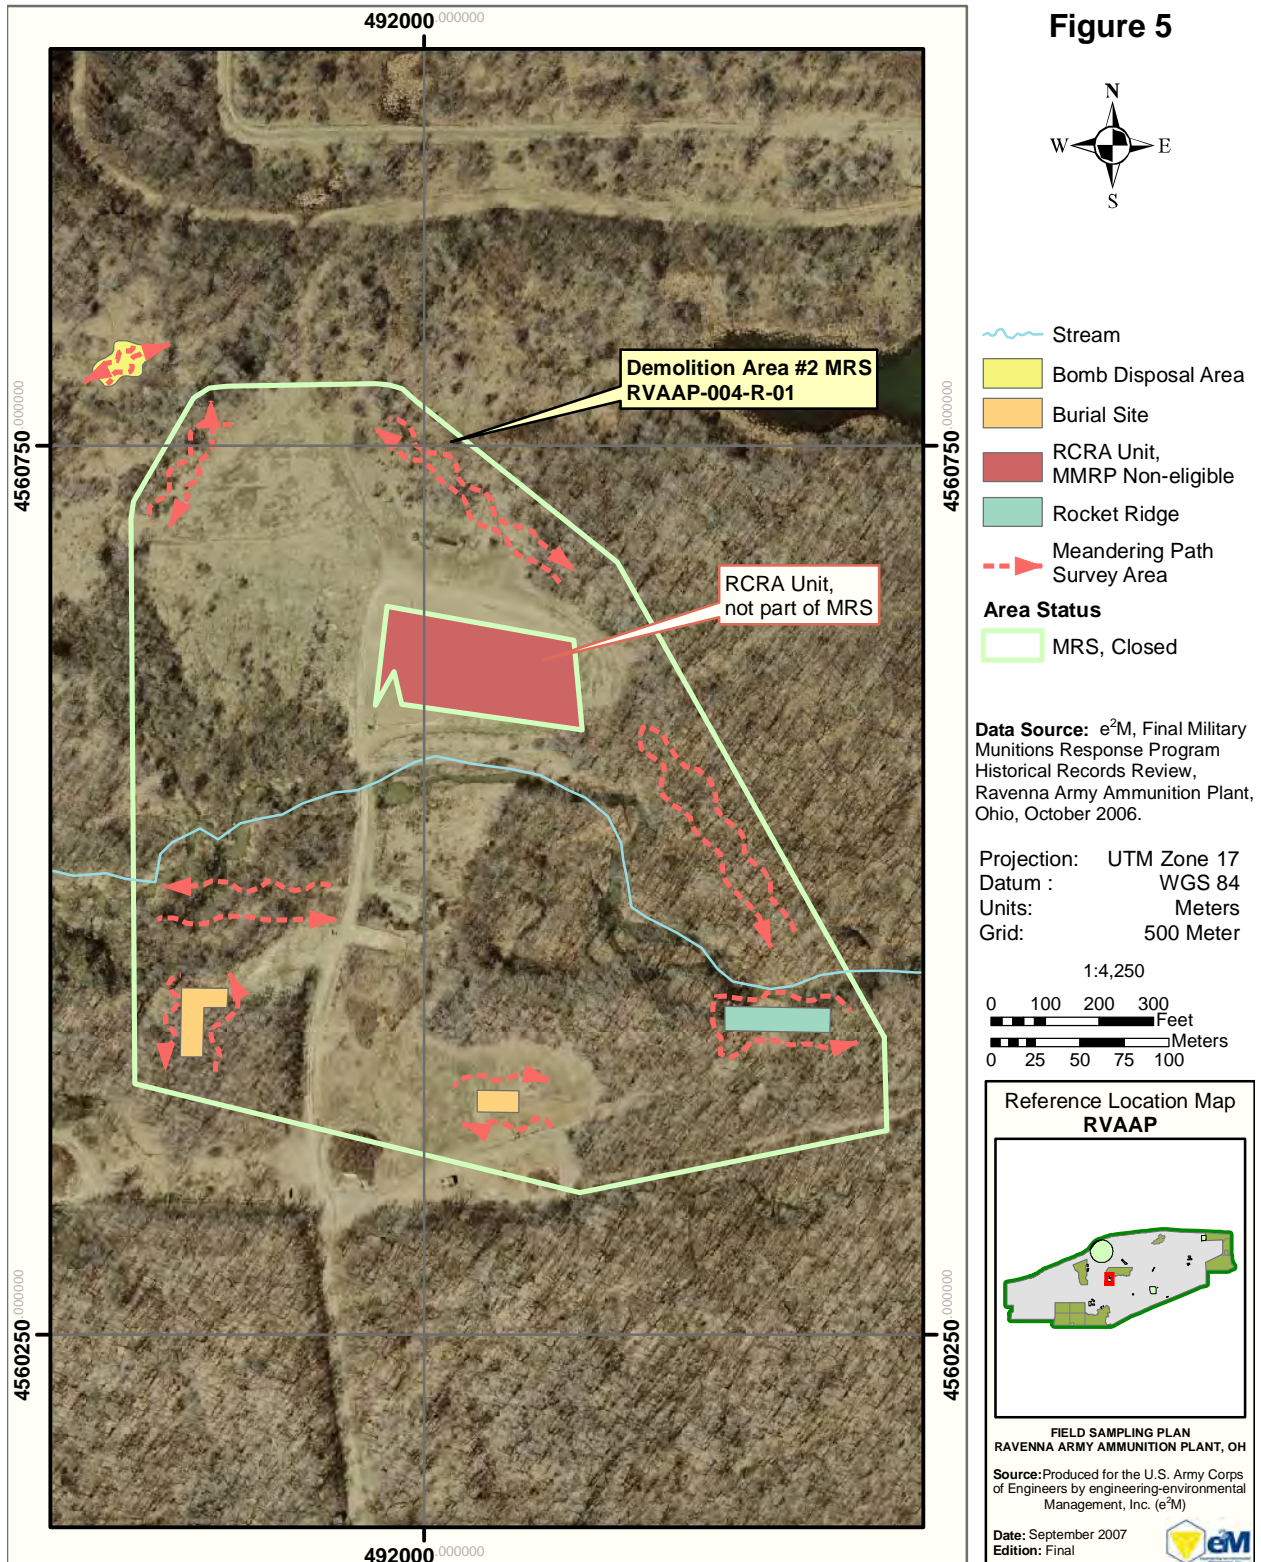 492000.000000
Figure 5
N
W E
S
Stream
Bomb Disposal Area
Burial Site
RCRA Unit,
MMRP Non-eligible
Rocket Ridge
Meandering Path
Survey Area
Area Status
MRS, Closed
Demolition Area #2 MRS
RVAAP-004-R-01
RCRA Unit,
not part of MRS
4560750.000000
4560750.000000
4560250.000000
4560250.000000
492000.000000
Data Source: e2M, Final Military
Munitions Response Program
Historical Records Review,
Ravenna Army Ammunition Plant,
Ohio, October 2006.
Projection: UTM Zone 17
Datum : WGS 84
Units: Meters
Grid: 500 Meter
1:4,250
0 100 200 300
Feet
Meters
0 25 50 75 100
Reference Location Map
RVAAP
FIELD SAMPLING PLAN
RAVENNA ARMY AMMUNITION PLANT, OH
Source:Produced for the U.S. Army Corps
of Engineers by engineering-environmental
Management, Inc. (e2M)
Date: September 2007
Edition: Final
e2M